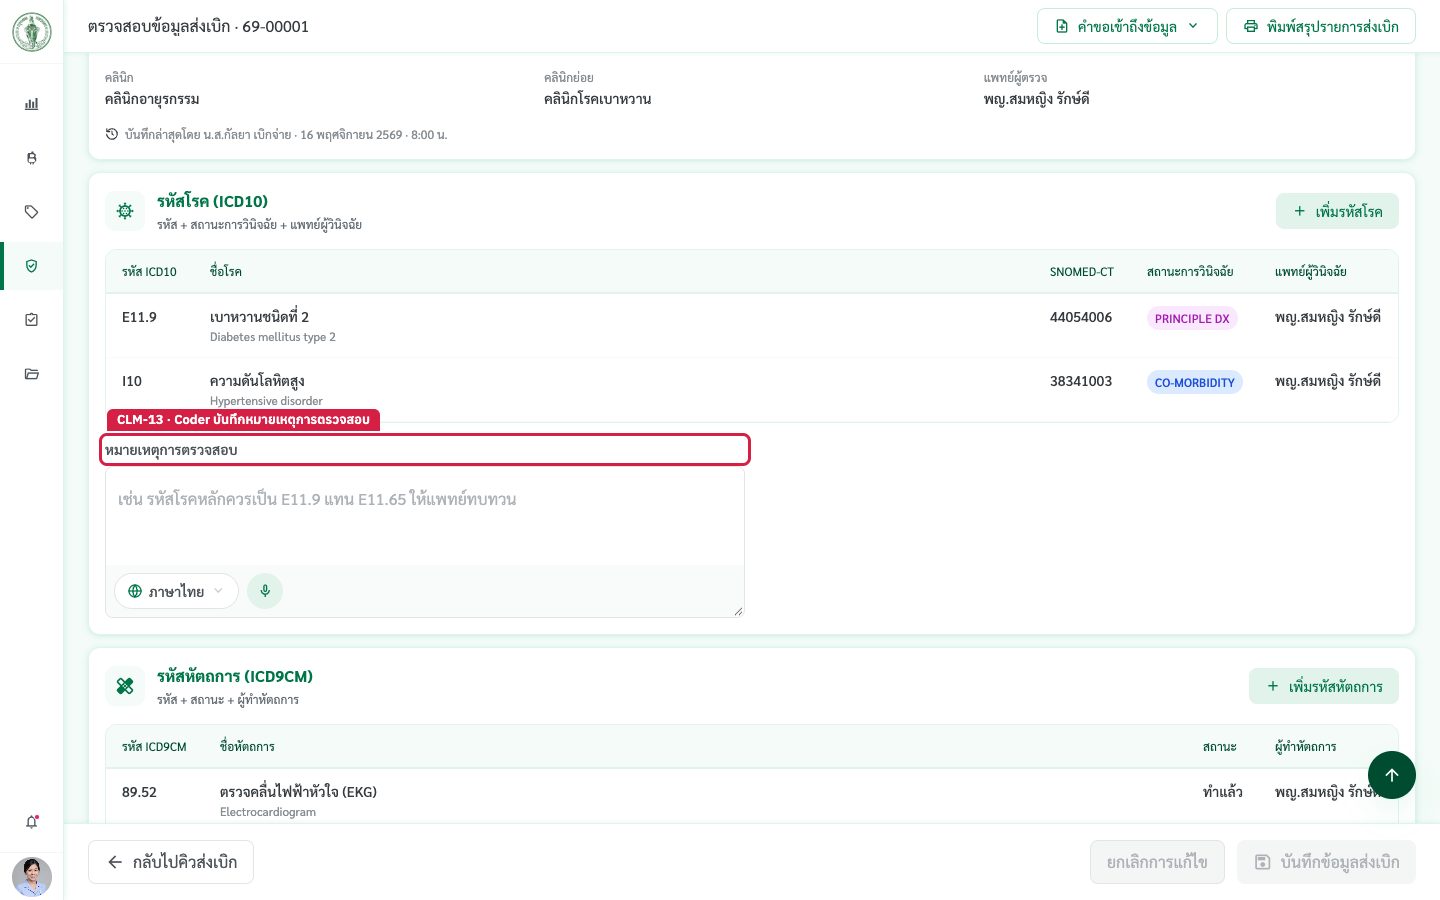 ตรวจสอบข้อมูลส่งเบิก · 69-00001
คำขอเข้าถึงข้อมูล
พิมพ์สรุปรายการส่งเบิก
คลินิก
คลินิกย่อย
แพทย์ผู้ตรวจ
คลินิกอายุรกรรม
คลินิกโรคเบาหวาน
พญ.สมหญิง รักษ์ดี
บันทึกล่าสุดโดย น.ส.กัลยา เบิกจ่าย · 16 พฤศจิกายน 2569 · 8:00 น.
รหัสโรค (ICD10)
รหัส + สถานะการวินิจฉัย + แพทย์ผู้วินิจฉัย
เพิ่มรหัสโรค
รหัส ICD10 ชื่อโรค SNOMED-CT สถานะการวินิจฉัย แพทย์ผู้วินิจฉัย
E11.9 เบาหวานชนิดที่ 2 44054006 PRINCIPLE DX พญ.สมหญิง รักษ์ดี
Diabetes mellitus type 2
I10 ความดันโลหิตสูง 38341003 CO-MORBIDITY พญ.สมหญิง รักษ์ดี
Hypertensive disorder
CLM-13 · Coder บันทึกหมายเหตุการตรวจสอบ
หมายเหตุการตรวจสอบ
เช่น รหัสโรคหลักควรเป็น E11.9 แทน E11.65 ให้แพทย์ทบทวน
ภาษาไทย
รหัสหัตถการ (ICD9CM)
รหัส + สถานะ + ผู้ทำหัตถการ
เพิ่มรหัสหัตถการ
รหัส ICD9CM ชื่อหัตถการ สถานะ ผู้ทำหัตถการ
89.52 ตรวจคลื่นไฟฟ้าหัวใจ (EKG) ทำแล้ว พญ.สมหญิง รักษ์ดี
Electrocardiogram
กลับไปคิวส่งเบิก
ยกเลิกการแก้ไข
บันทึกข้อมูลส่งเบิก